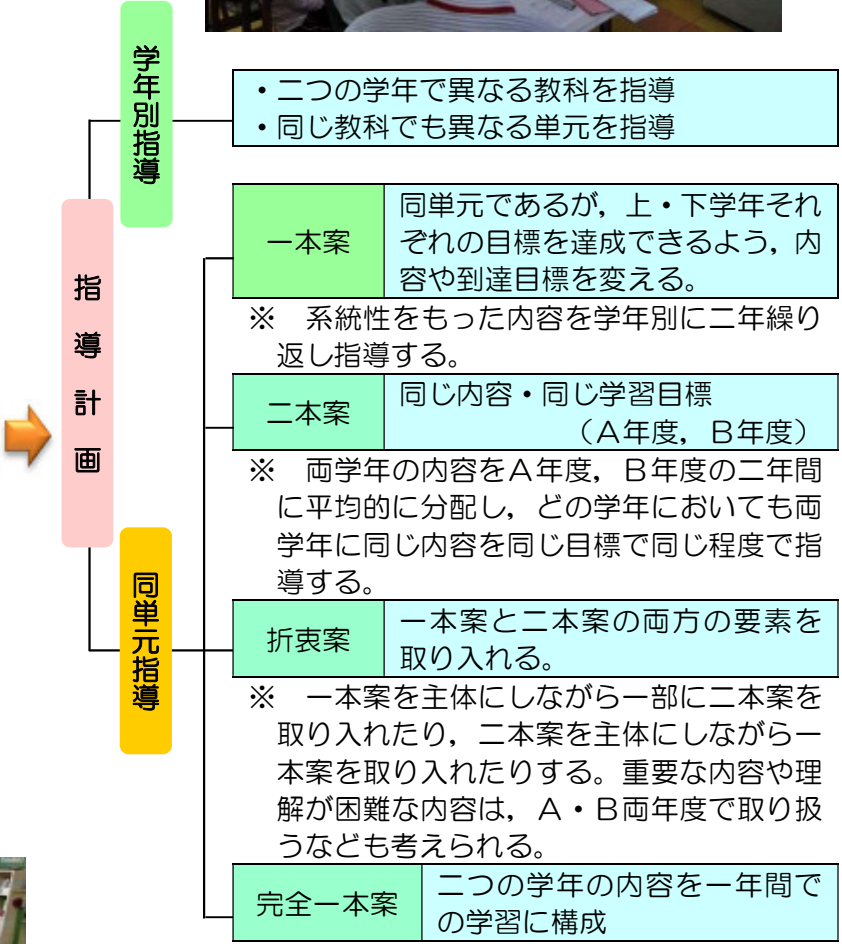 学年別指導
・二つの学年で異なる教科を指導
・同じ教科でも異なる単元を指導
指導計画
同単元指導
一本案
同単元であるが，上・下学年それ
ぞれの目標を達成できるよう，内
容や到達目標を変える。
※　系統性をもった内容を学年別に二年繰り
返し指導する。
二本案
同じ内容・同じ学習目標
（Ａ年度，Ｂ年度）
※　両学年の内容をＡ年度，Ｂ年度の二年間
に平均的に分配し，どの学年においても両
学年に同じ内容を同じ目標で同じ程度で指
導する。
折衷案
一本案と二本案の両方の要素を
取り入れる。
※　一本案を主体にしながら一部に二本案を
取り入れたり，二本案を主体にしながら一
本案を取り入れたりする。重要な内容や理
解が困難な内容は，Ａ・Ｂ両年度で取り扱
うなども考えられる。
完全一本案
二つの学年の内容を一年間で
の学習に構成